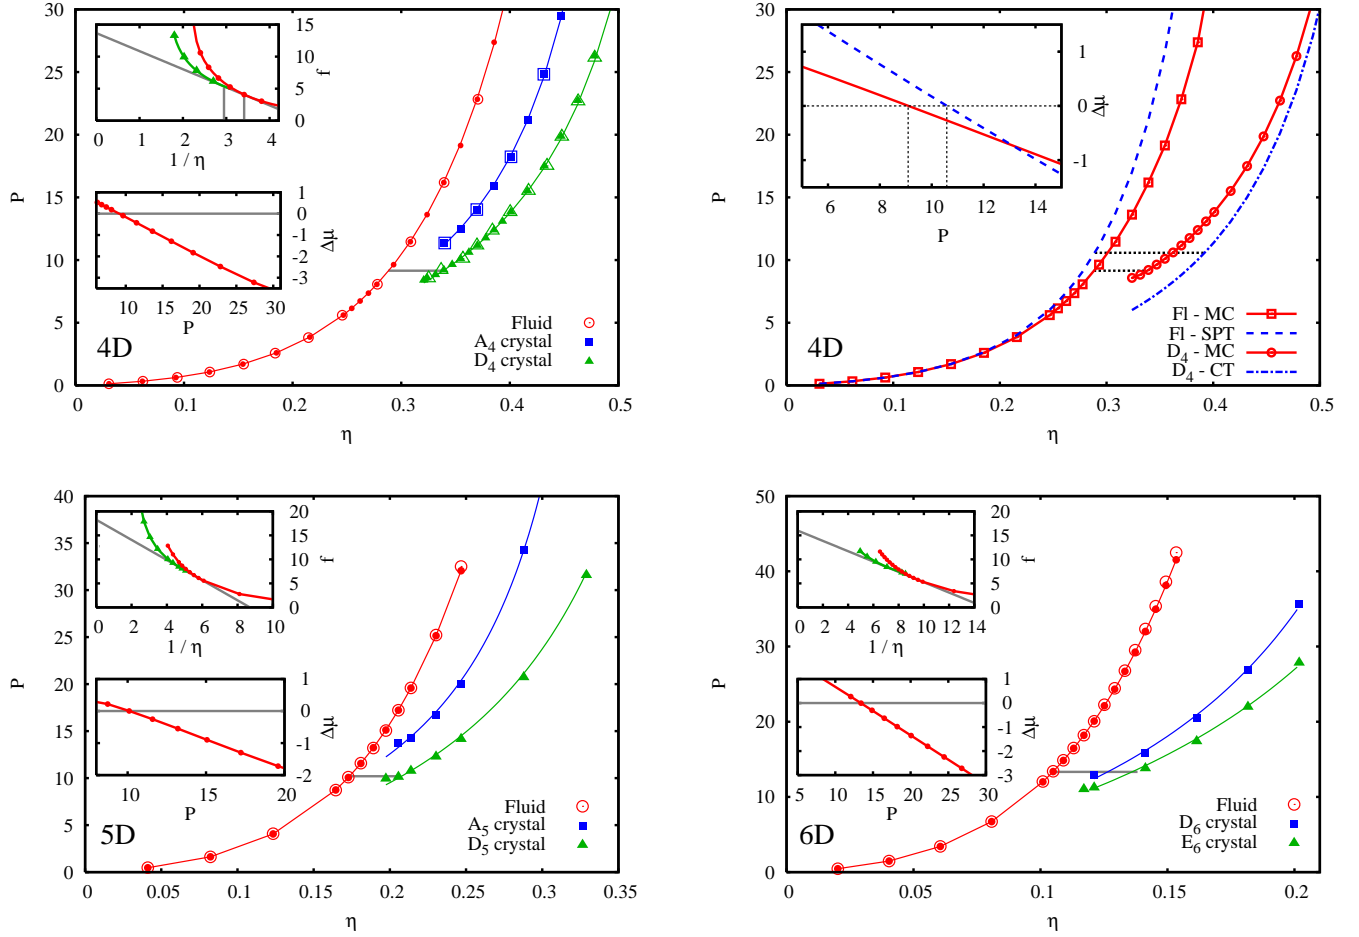 30
25
20
15
10
5
0
P
0
0.1
0.2
0.3
0.4
0.5
η
15
10
5
0
f
0 1 2 3 4
1 / η
1
0
-1
-2
-3
Δμ
10 15 20 25 30
P
4D
Fluid
A4 crystal
D4 crystal
30
25
20
15
10
5
0
P
0
0.1
0.2
0.3
0.4
0.5
η
1
0
-1
Δμ
6 8 10 12 14
P
4D
Fl - MC
Fl - SPT
D4 - MC
D4 - CT
40
35
30
25
20
15
10
5
0
P
0 0.05 0.1 0.15 0.2 0.25 0.3 0.35
η
20
15
10
5
0
f
0 2 4 6 8 10
1 / η
1
0
-1
-2
Δμ
10 15 20
P
5D
Fluid
A5 crystal
D5 crystal
50
40
30
20
10
0
P
0 0.05 0.1 0.15 0.2
η
20
15
10
5
0
f
0 2 4 6 8 10 12 14
1 / η
1
0
-1
-2
-3
Δμ
5 10 15 20 25 30
P
6D
Fluid
D6 crystal
E6 crystal